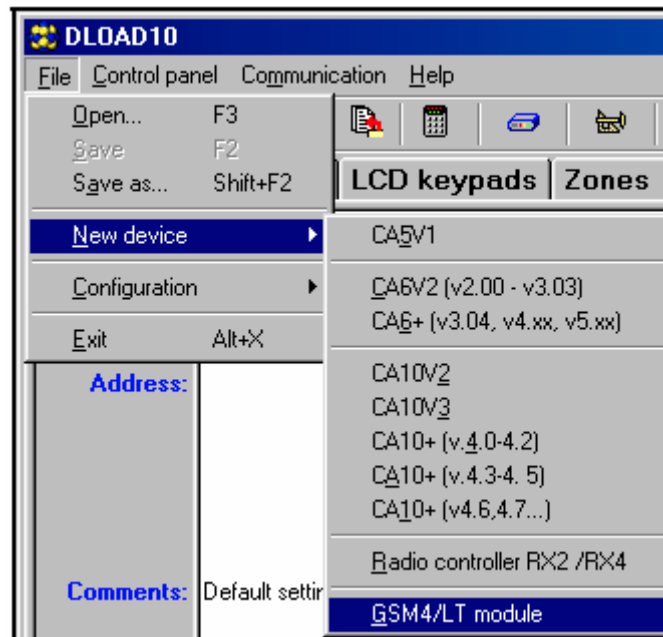 DLOAD10
File Control panel Communication Help
Open... F3
Save F2
Save as... Shift+F2
LCD keypads Zones
New device
CA5V1
Configuration
CA6V2 (v2.00 - v3.03)
CA6+ (v3.04, v4.xx, v5.xx)
Exit Alt+X
Address:
CA10V2
CA10V3
CA10+ (v.4.0-4.2)
CA10+ (v.4.3-4. 5)
CA10+ (v4.6,4.7...)
Radio controller RX2 /RX4
Comments: Default settin
GSM4/LT module